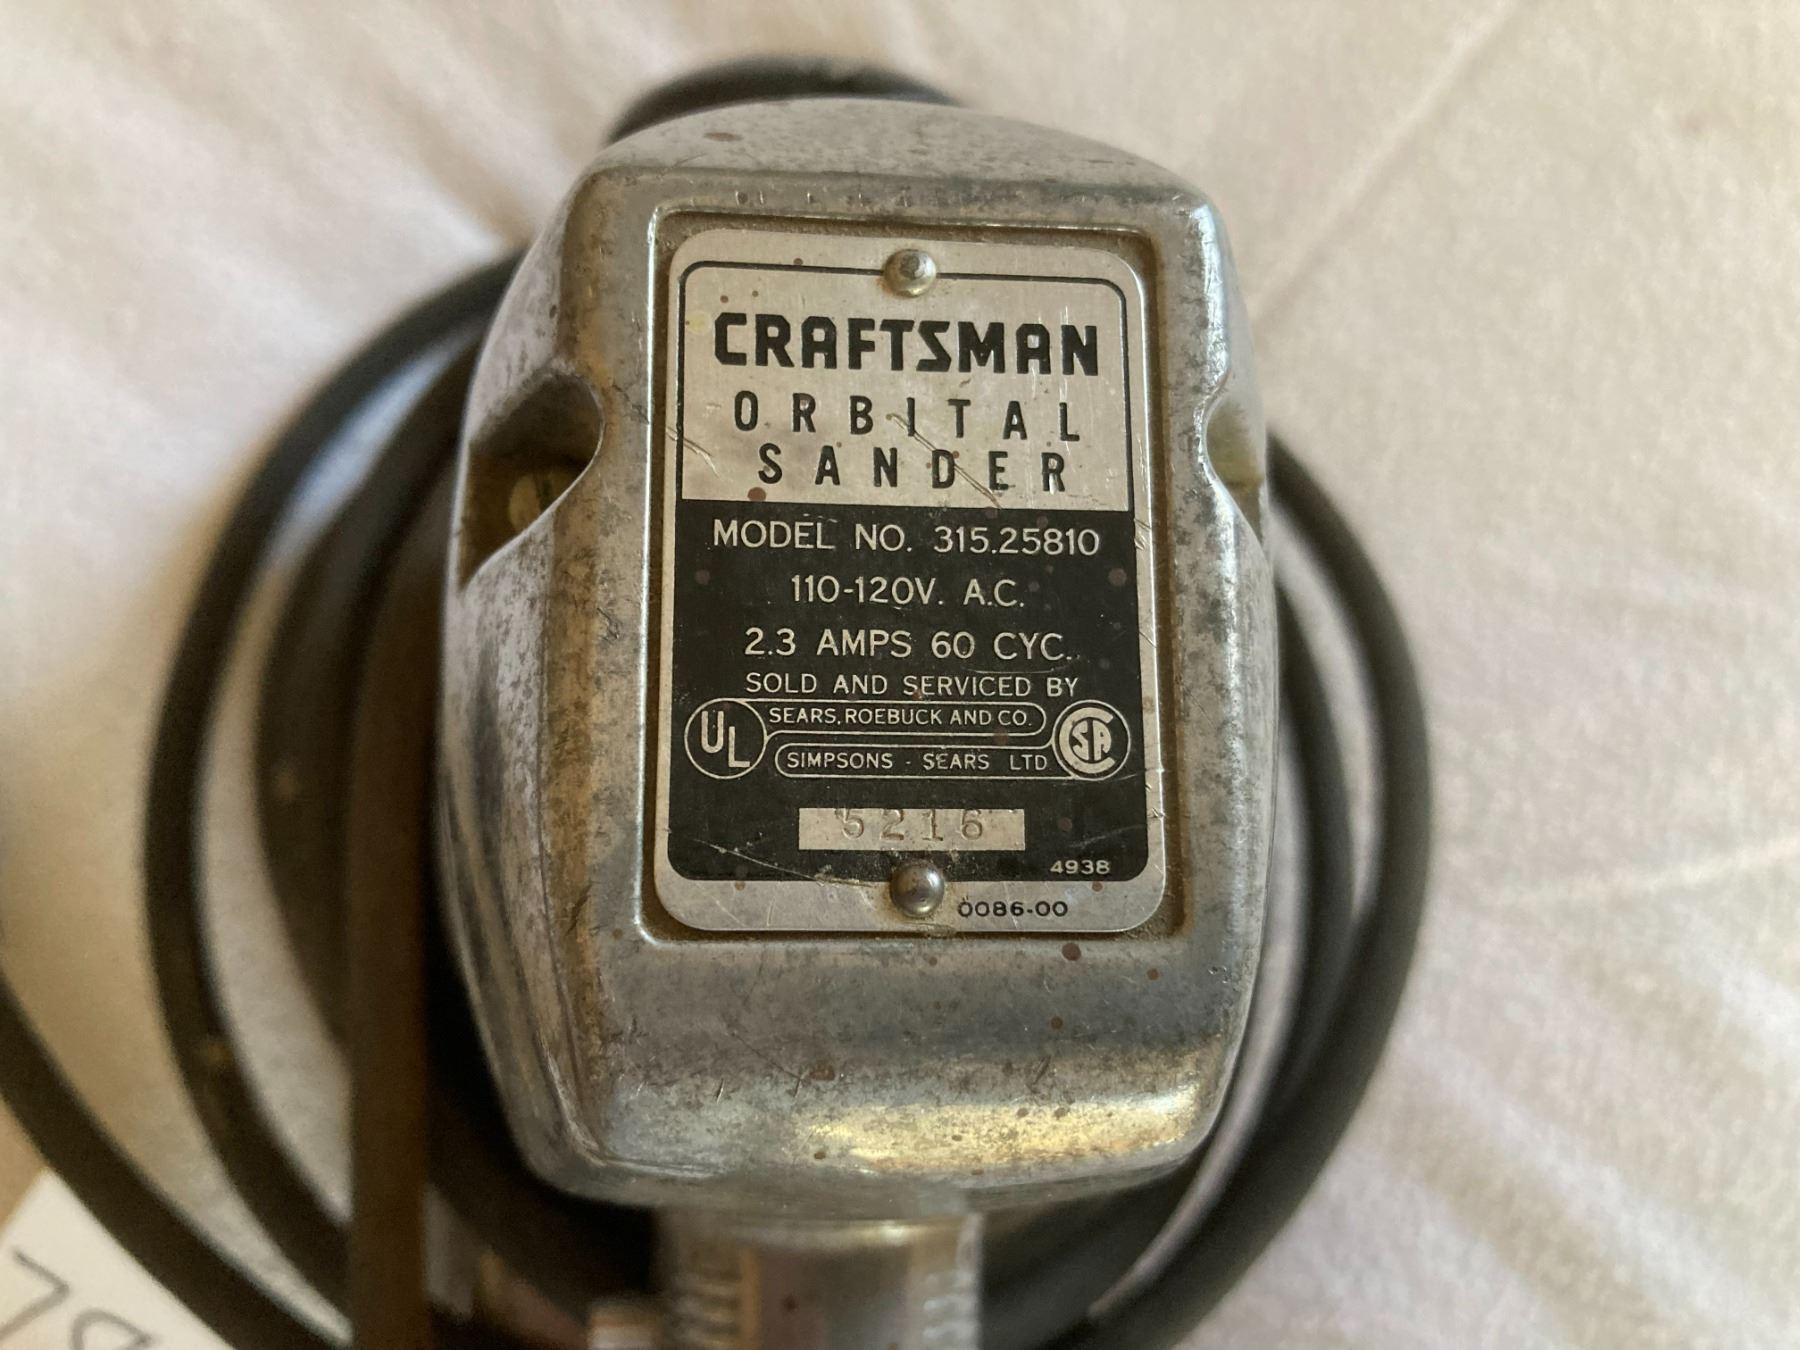 CRAFTSMAN
ORBITAL
SANDER
MODEL NO. 315.25810
110-120V. A.C.
2.3 AMPS 60 CYC.
SOLD AND SERVICED BY
SEARS, ROEBUCK AND CO.
UL
SA
SIMPSONS - SEARS LTD
5216
4938
0086-00